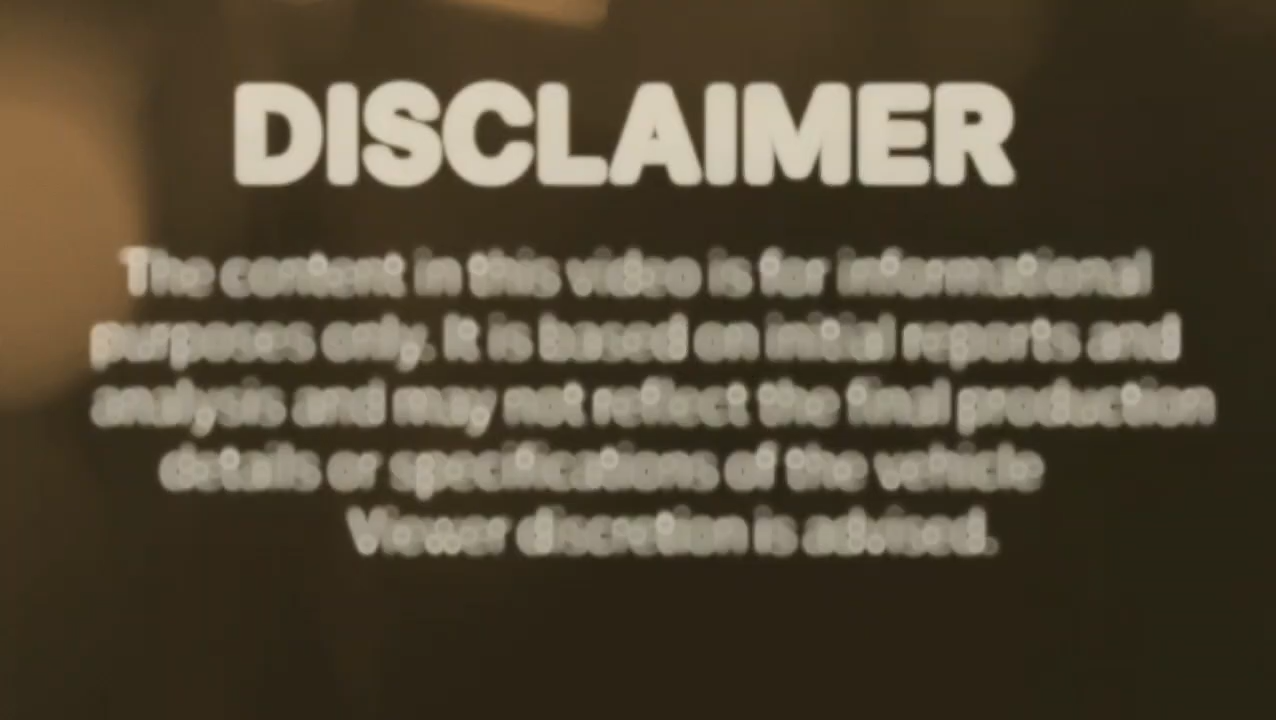 DISCLAIMER
The content in this video is for informational
purposes only. It is based on initial reports and
analysis and may not reflect the final production
details or specifications of the vehicle
Viewer discretion is advised.